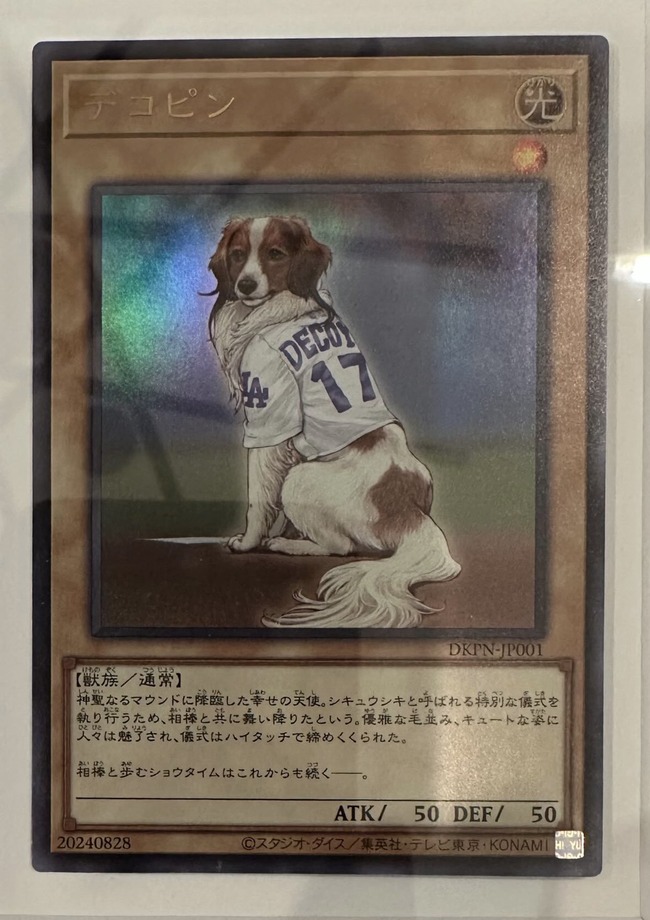 デコピン
光
DECOY
17
LA
DKPN-JP001
【獣族／通常】
神聖なるマウンドに降臨した幸せの天使。シキュウシキと呼ばれる特別な儀式を
執り行うため、相棒と共に舞い降りたという。優雅な毛並み、キュートな姿に
人々は魅了され、儀式はハイタッチで締めくくられた。
相棒と歩むショウタイムはこれからも続く――。
ATK/ 50 DEF/ 50
20240828 ©スタジオ・ダイス／集英社・テレビ東京・KONAMI